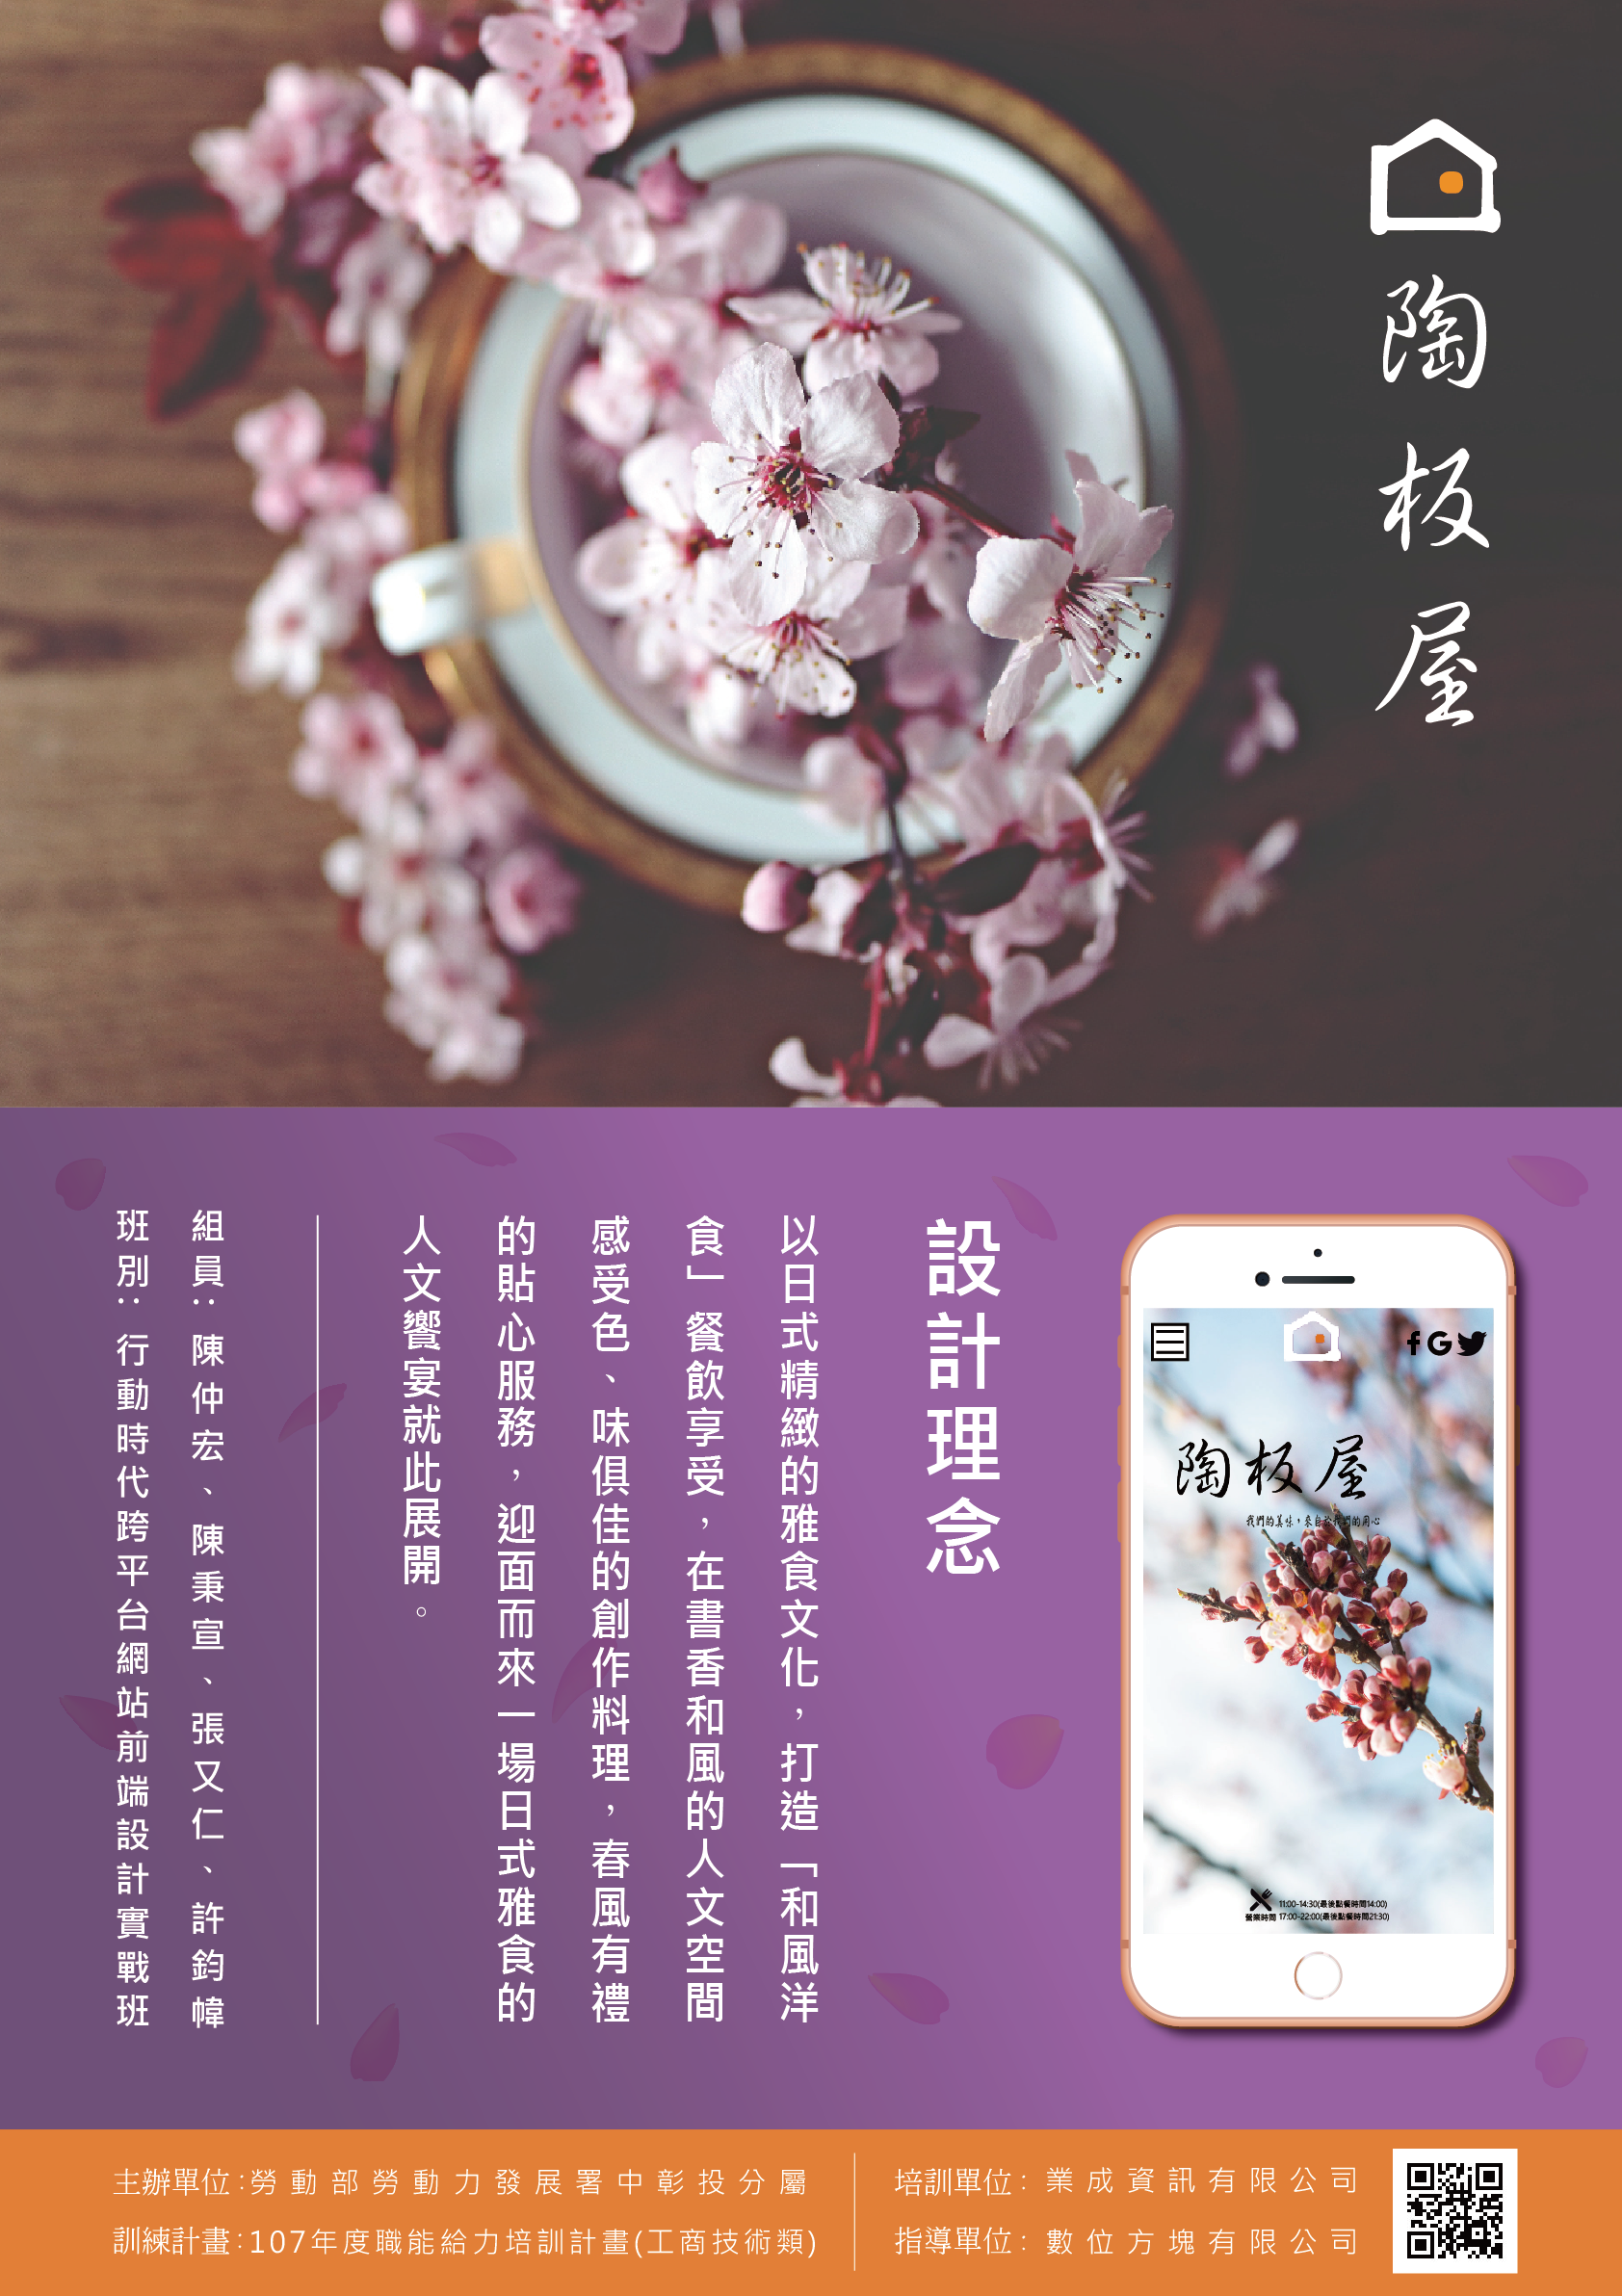 陶板屋
陶板屋
我們的美味，來自於我們的用心
11:00-14:30(最後點餐時間14:00)
營業時間 17:00-22:00(最後點餐時間21:30)
設計理念
以日式精緻的雅食文化，打造「和風洋
食」餐飲享受，在書香和風的人文空間
感受色、味俱佳的創作料理，春風有禮
的貼心服務，迎面而來一場日式雅食的
人文饗宴就此展開。
組員：陳仲宏、陳秉宣、張又仁、許鈞幃
班別：行動時代跨平台網站前端設計實戰班
主辦單位：勞動部勞動力發展署中彰投分屬
訓練計畫：107年度職能給力培訓計畫(工商技術類)
培訓單位：業成資訊有限公司
指導單位：數位方塊有限公司